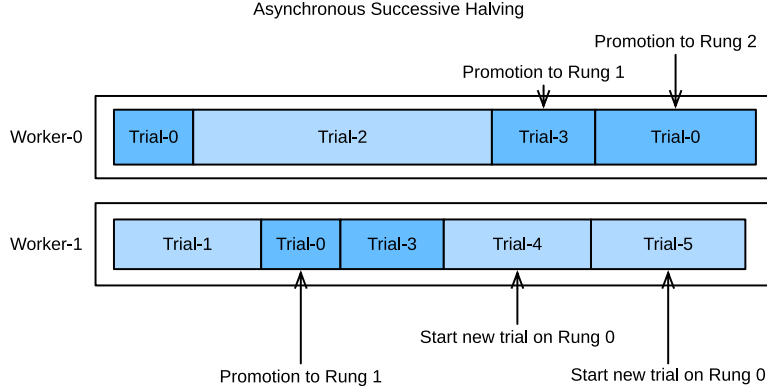 Asynchronous Successive Halving
Promotion to Rung 2
Promotion to Rung 1
Worker-0
Trial-0
Trial-2
Trial-3
Trial-0
Worker-1
Trial-1
Trial-0
Trial-3
Trial-4
Trial-5
Start new trial on Rung 0
Promotion to Rung 1
Start new trial on Rung 0